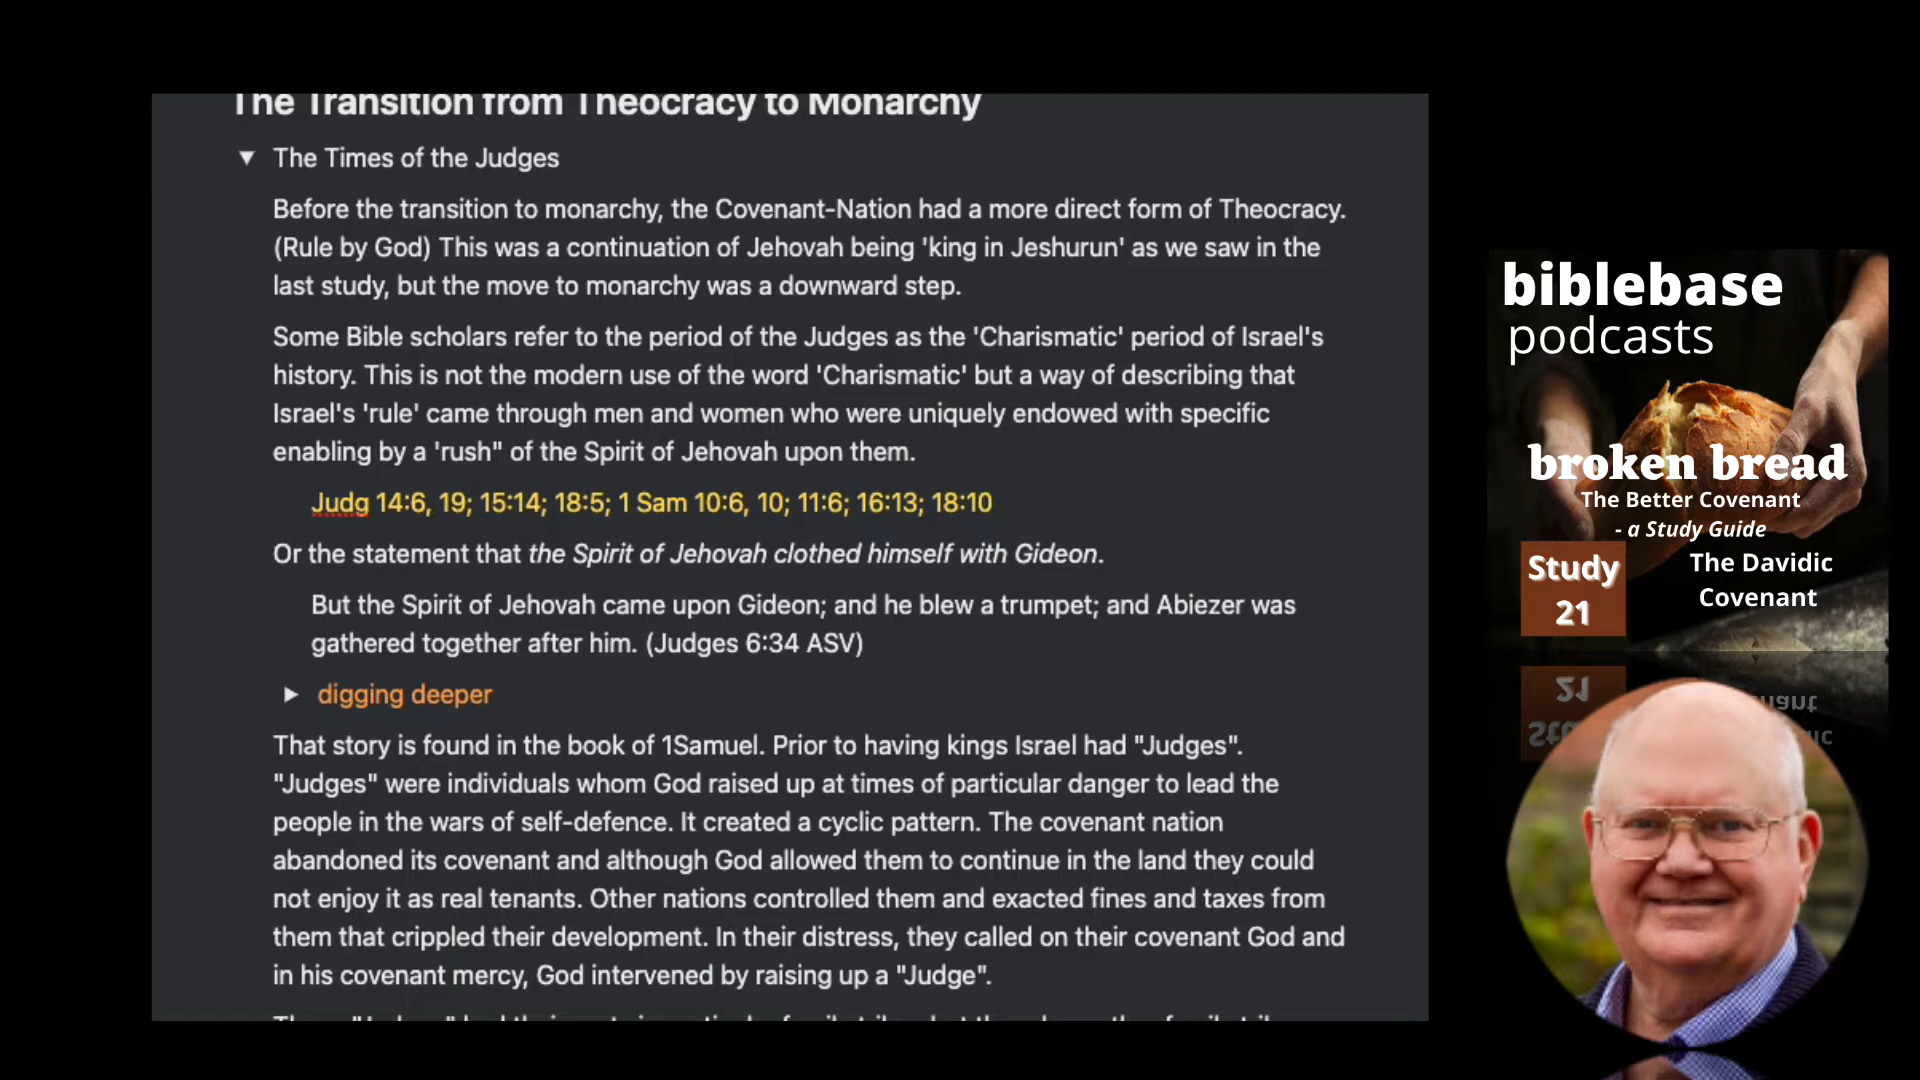 The Transition from Theocracy to Monarchy
The Times of the Judges
Before the transition to monarchy, the Covenant-Nation had a more direct form of Theocracy.
(Rule by God) This was a continuation of Jehovah being 'king in Jeshurun' as we saw in the
last study, but the move to monarchy was a downward step.
Some Bible scholars refer to the period of the Judges as the 'Charismatic' period of Israel's
history. This is not the modern use of the word 'Charismatic' but a way of describing that
Israel's 'rule' came through men and women who were uniquely endowed with specific
enabling by a 'rush" of the Spirit of Jehovah upon them.
Judg 14:6, 19; 15:14; 18:5; 1 Sam 10:6, 10; 11:6; 16:13; 18:10
Or the statement that the Spirit of Jehovah clothed himself with Gideon.
But the Spirit of Jehovah came upon Gideon; and he blew a trumpet; and Abiezer was
gathered together after him. (Judges 6:34 ASV)
digging deeper
That story is found in the book of 1Samuel. Prior to having kings Israel had "Judges".
"Judges" were individuals whom God raised up at times of particular danger to lead the
people in the wars of self-defence. It created a cyclic pattern. The covenant nation
abandoned its covenant and although God allowed them to continue in the land they could
not enjoy it as real tenants. Other nations controlled them and exacted fines and taxes from
them that crippled their development. In their distress, they called on their covenant God and
in his covenant mercy, God intervened by raising up a "Judge".
biblebase
podcasts
broken bread
The Better Covenant
- a Study Guide
Study
21
The Davidic
Covenant